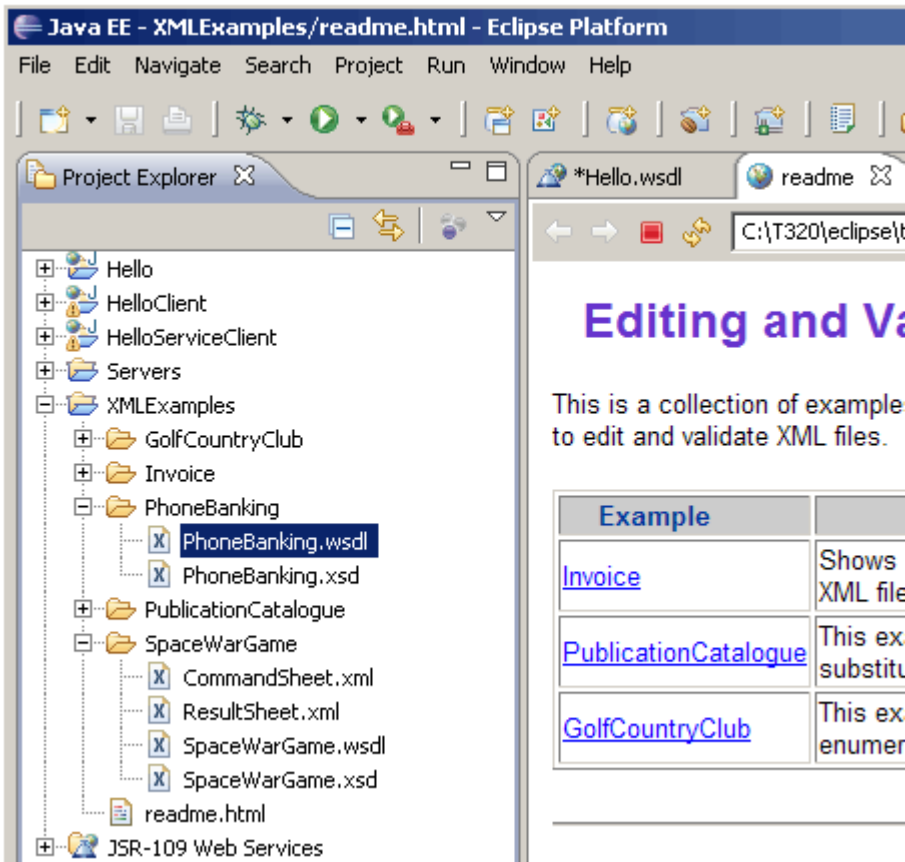 Java EE - XMLExamples/readme.html - Eclipse Platform
File Edit Navigate Search Project Run Window Help
Project Explorer
*Hello.wsdl
readme
C:\T320\eclipse\t
Hello
HelloClient
HelloServiceClient
Servers
XMLExamples
GolfCountryClub
Invoice
PhoneBanking
PhoneBanking.wsdl
PhoneBanking.xsd
PublicationCatalogue
SpaceWarGame
CommandSheet.xml
ResultSheet.xml
SpaceWarGame.wsdl
SpaceWarGame.xsd
readme.html
JSR-109 Web Services
Editing and Va
This is a collection of examples
to edit and validate XML files.
Example
Invoice
Shows
XML file
PublicationCatalogue
This exa
substitu
GolfCountryClub
This exa
enumer